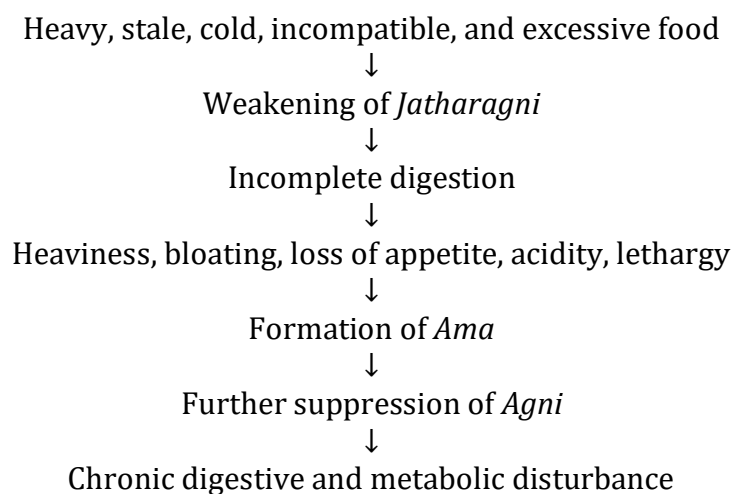 Heavy, stale, cold, incompatible, and excessive food
↓
Weakening of Jatharagni
↓
Incomplete digestion
↓
Heaviness, bloating, loss of appetite, acidity, lethargy
↓
Formation of Ama
↓
Further suppression of Agni
↓
Chronic digestive and metabolic disturbance